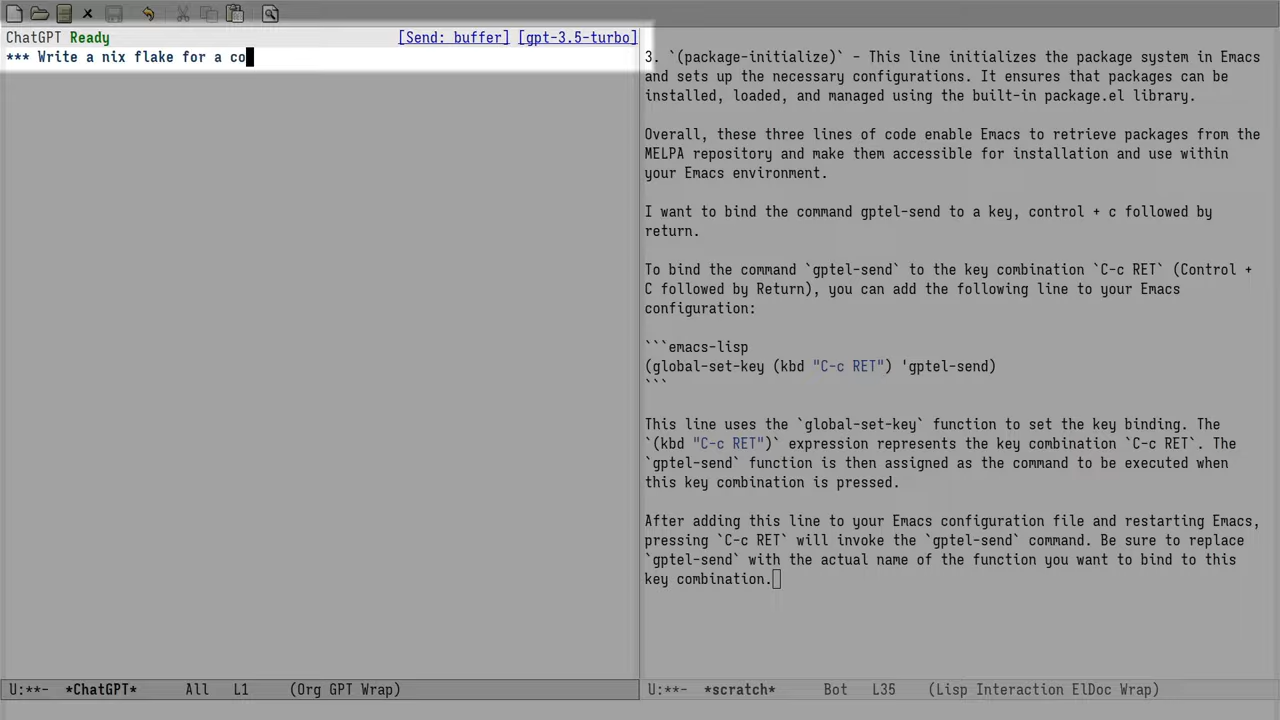 ChatGPT Ready [Send: buffer] [gpt-3.5-turbo]
*** Write a nix flake for a co
U:**- *ChatGPT* All L1 (Org GPT Wrap)
3. `(package-initialize)` - This line initializes the package system in Emacs
and sets up the necessary configurations. It ensures that packages can be
installed, loaded, and managed using the built-in package.el library.
Overall, these three lines of code enable Emacs to retrieve packages from the
MELPA repository and make them accessible for installation and use within
your Emacs environment.
I want to bind the command gptel-send to a key, control + c followed by
return.
To bind the command `gptel-send` to the key combination `C-c RET` (Control +
C followed by Return), you can add the following line to your Emacs
configuration:
```emacs-lisp
(global-set-key (kbd "C-c RET") 'gptel-send)
```
This line uses the `global-set-key` function to set the key binding. The
`(kbd "C-c RET")` expression represents the key combination `C-c RET`. The
`gptel-send` function is then assigned as the command to be executed when
this key combination is pressed.
After adding this line to your Emacs configuration file and restarting Emacs,
pressing `C-c RET` will invoke the `gptel-send` command. Be sure to replace
`gptel-send` with the actual name of the function you want to bind to this
key combination.
U:**- *scratch* Bot L35 (Lisp Interaction ElDoc Wrap)